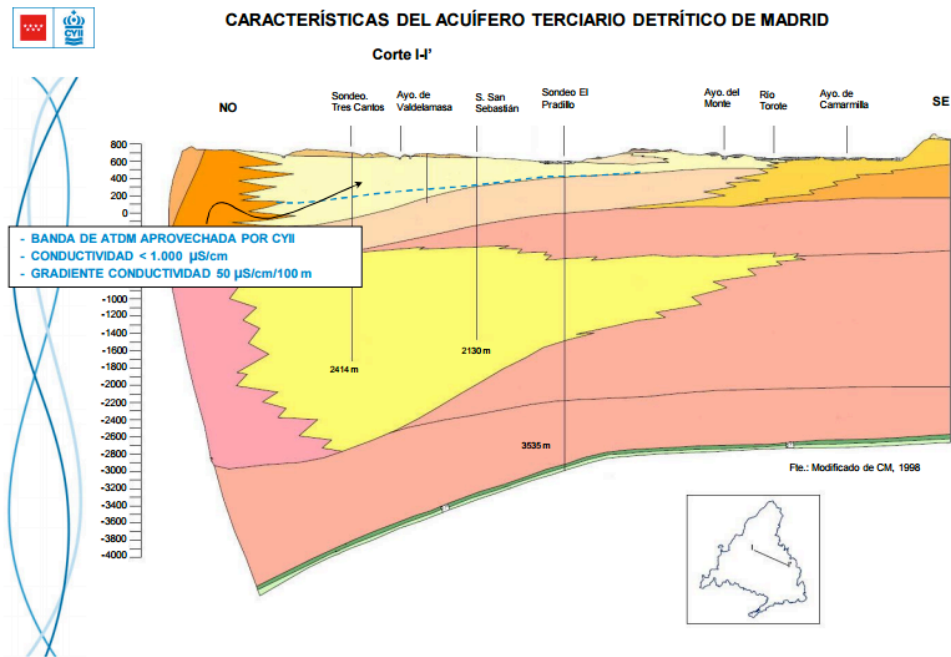 CYII
CARACTERÍSTICAS DEL ACUÍFERO TERCIARIO DETRÍTICO DE MADRID
Corte I-I'
NO
Sondeo.
Tres Cantos
Ayo. de
Valdelamasa
S. San
Sebastián
Sondeo El
Pradillo
Ayo. del
Monte
Río
Torote
Ayo. de
Camarmilla
SE
800
600
400
200
0
- BANDA DE ATDM APROVECHADA POR CYII
- CONDUCTIVIDAD < 1.000 µS/cm
- GRADIENTE CONDUCTIVIDAD 50 µS/cm/100 m
-1000
-1200
-1400
-1600
-1800
-2000
-2200
-2400
-2600
-2800
-3000
-3200
-3400
-3600
-3800
-4000
2414 m
2130 m
3535 m
Fte.: Modificado de CM, 1998
I